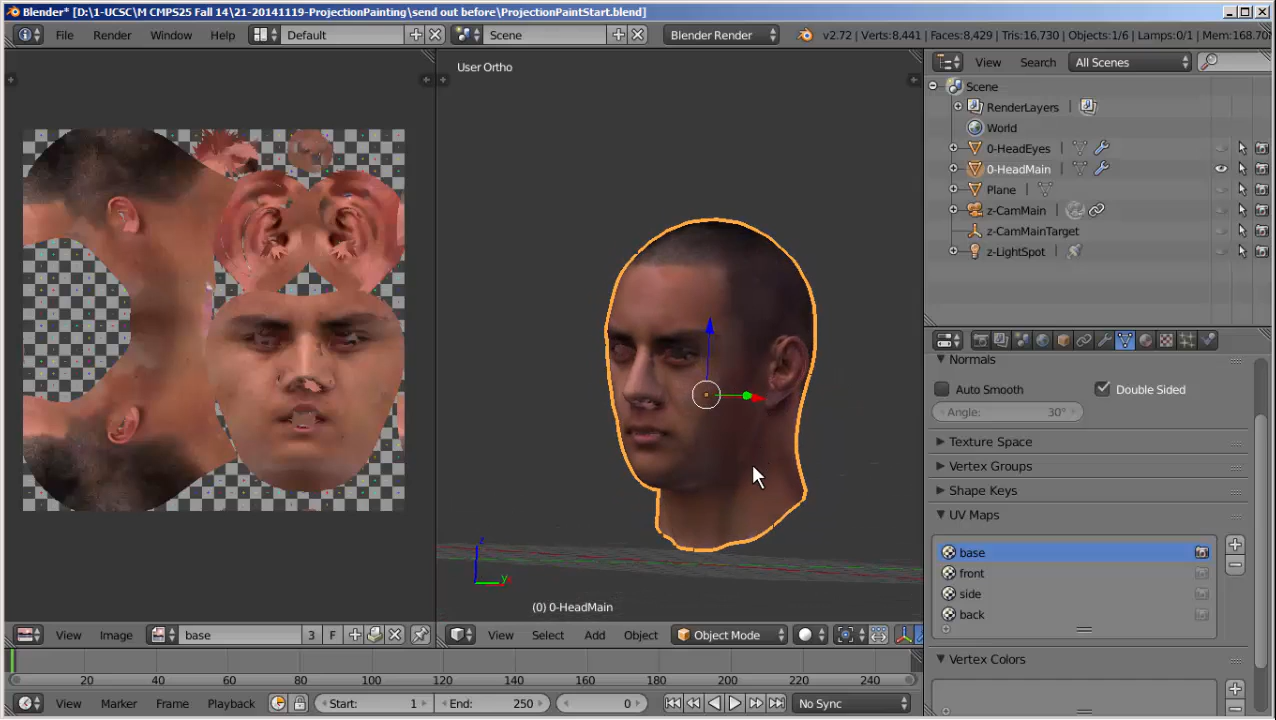 Blender* [D:\1-UCSC\M CMPS25 Fall 14\21-20141119-ProjectionPainting\send out before\ProjectionPaintStart.blend]
File Render Window Help Default Scene Blender Render v2.72 | Verts:8,441 | Faces:8,429 | Tris:16,730 | Objects:1/6 | Lamps:0/1 | Mem:168.70
View Search All Scenes
User Ortho
Scene
RenderLayers
World
0-HeadEyes
0-HeadMain
Plane
z-CamMain
z-CamMainTarget
z-LightSpot
Normals
Auto Smooth Double Sided
Angle: 30°
Texture Space
Vertex Groups
Shape Keys
UV Maps
base
front
side
back
Vertex Colors
z
y
(0) 0-HeadMain
View Image base 3 F View Select Add Object Object Mode
20 40 60 80 100 120 140 160 180 200 220 240
View Marker Frame Playback Start: 1 End: 250 0 No Sync